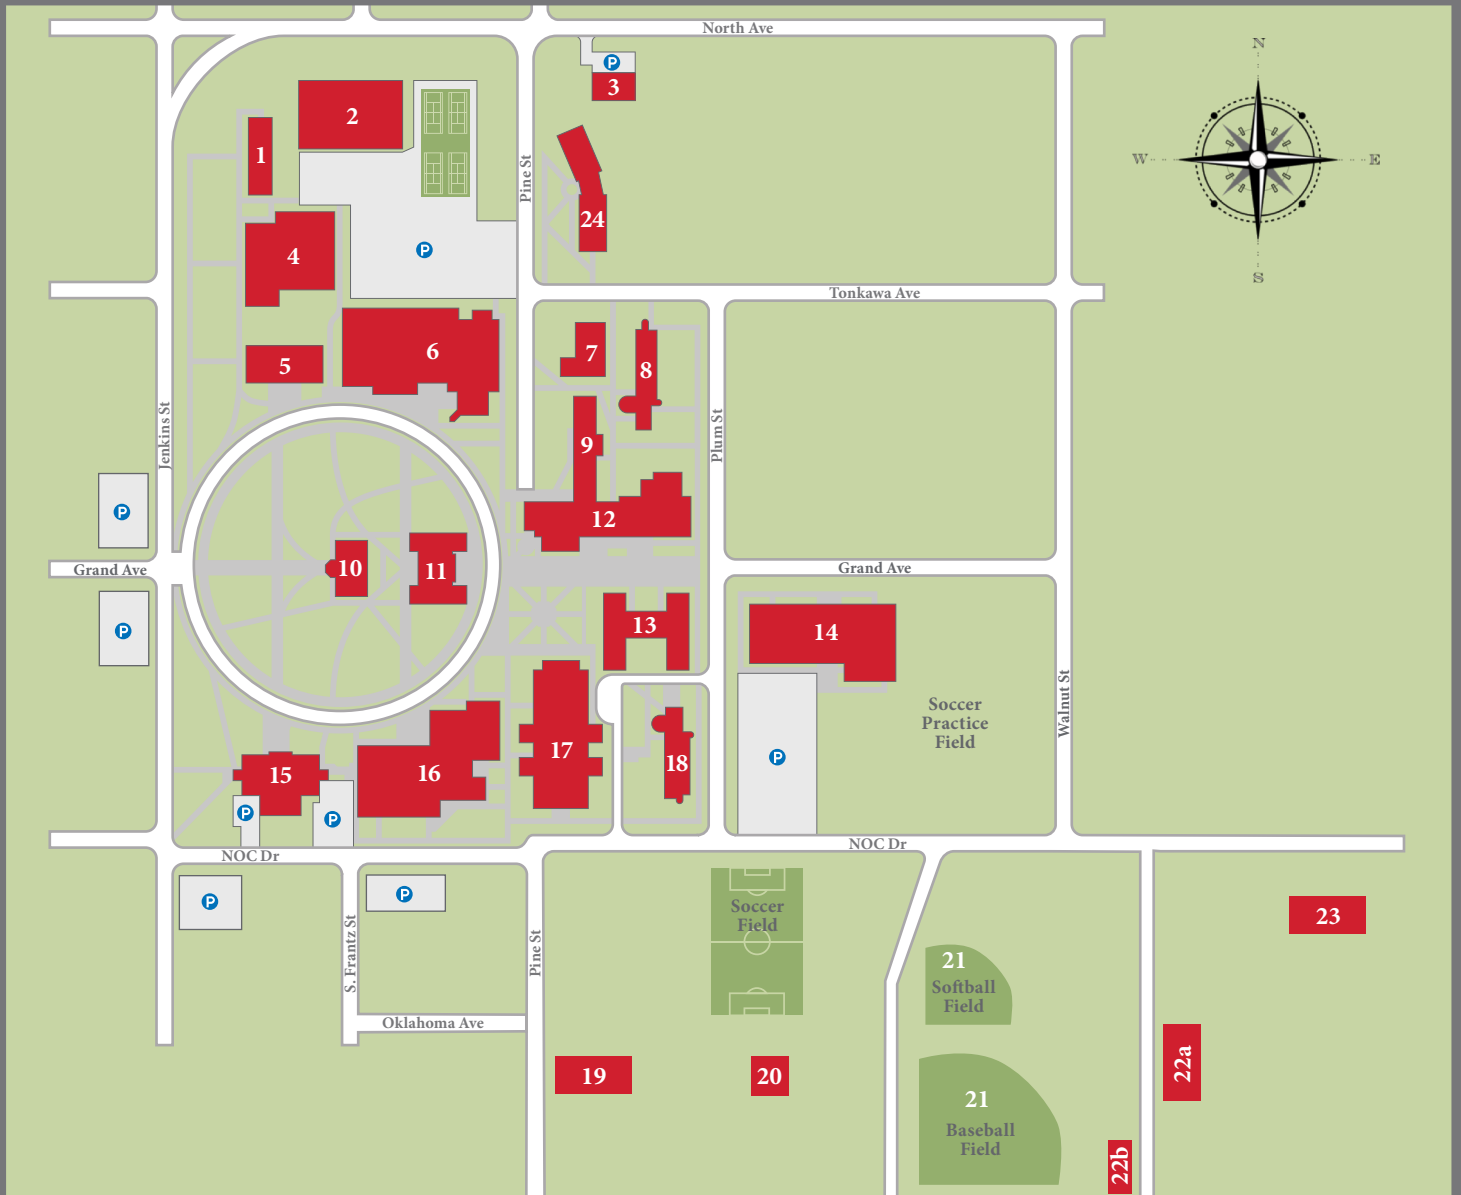 North Ave
N
W
E
S
P
3
2
1
Pine St
24
4
P
Tonkawa Ave
7
6
5
8
Jenkins St
Plum St
9
P
12
Grand Ave
10
11
Grand Ave
P
13
14
Walnut St
Soccer
Practice
Field
17
P
18
15
16
P
P
NOC Dr
NOC Dr
P
P
S. Frantz St
Pine St
Soccer
Field
23
21
Softball
Field
Oklahoma Ave
19
20
22a
21
Baseball
Field
22b